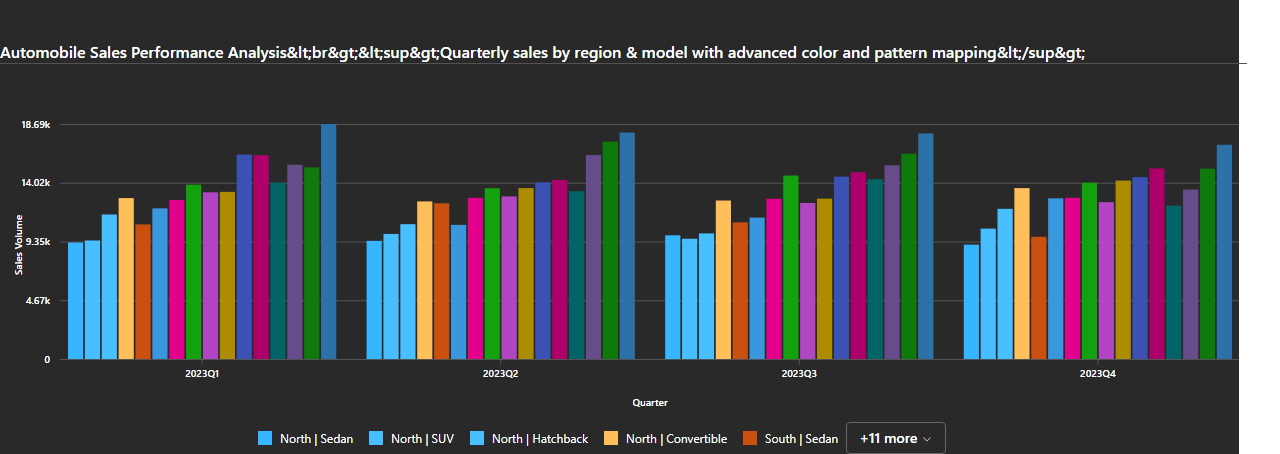 Automobile Sales Performance Analysis&lt;br&gt;&lt;sup&gt;Quarterly sales by region & model with advanced color and pattern mapping&lt;/sup&gt;
18.69k
14.02k
9.35k
4.67k
0
Sales Volume
2023Q1 2023Q2 2023Q3 2023Q4
Quarter
North | Sedan North | SUV North | Hatchback North | Convertible South | Sedan +11 more